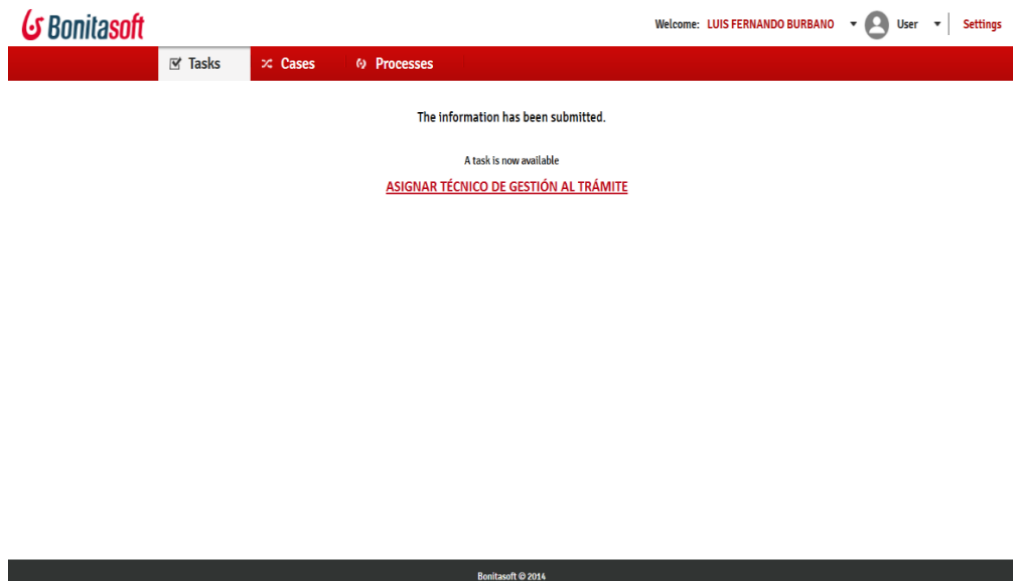 Bonitasoft
Welcome: LUIS FERNANDO BURBANO User Settings
Tasks Cases Processes
The information has been submitted.
A task is now available
ASIGNAR TÉCNICO DE GESTIÓN AL TRÁMITE
Bonitasoft © 2014